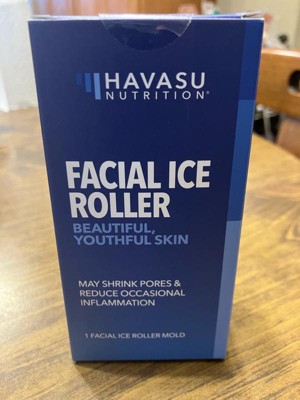 HAVASU
NUTRITION®
FACIAL ICE
ROLLER
BEAUTIFUL,
YOUTHFUL SKIN
MAY SHRINK PORES &
REDUCE OCCASIONAL
INFLAMMATION
1 FACIAL ICE ROLLER MOLD